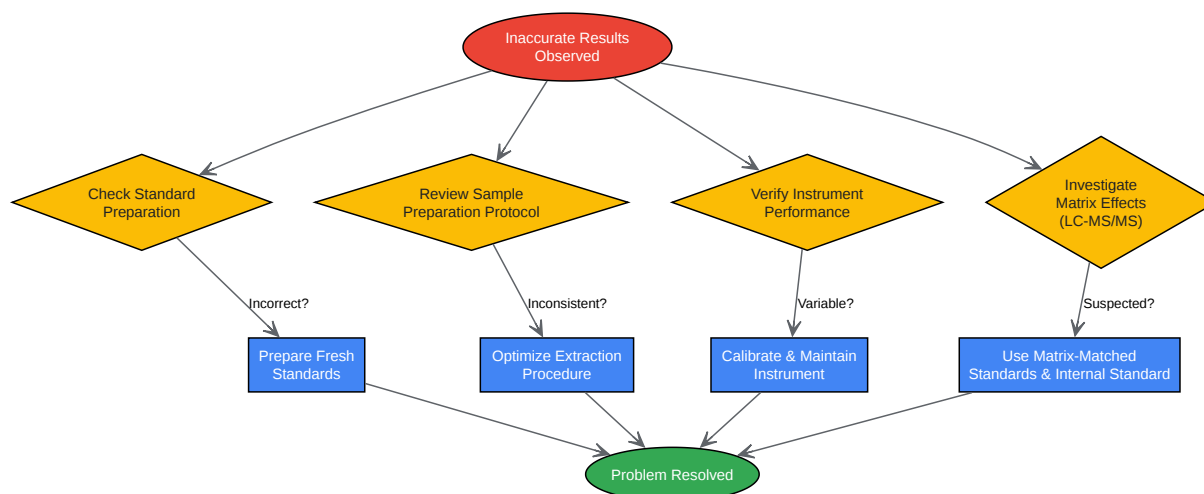 Inaccurate Results
Observed
Check Standard
Preparation
Review Sample
Preparation Protocol
Verify Instrument
Performance
Investigate
Matrix Effects
(LC-MS/MS)
Incorrect?
Inconsistent?
Variable?
Suspected?
Prepare Fresh
Standards
Optimize Extraction
Procedure
Calibrate & Maintain
Instrument
Use Matrix-Matched
Standards & Internal Standard
Problem Resolved